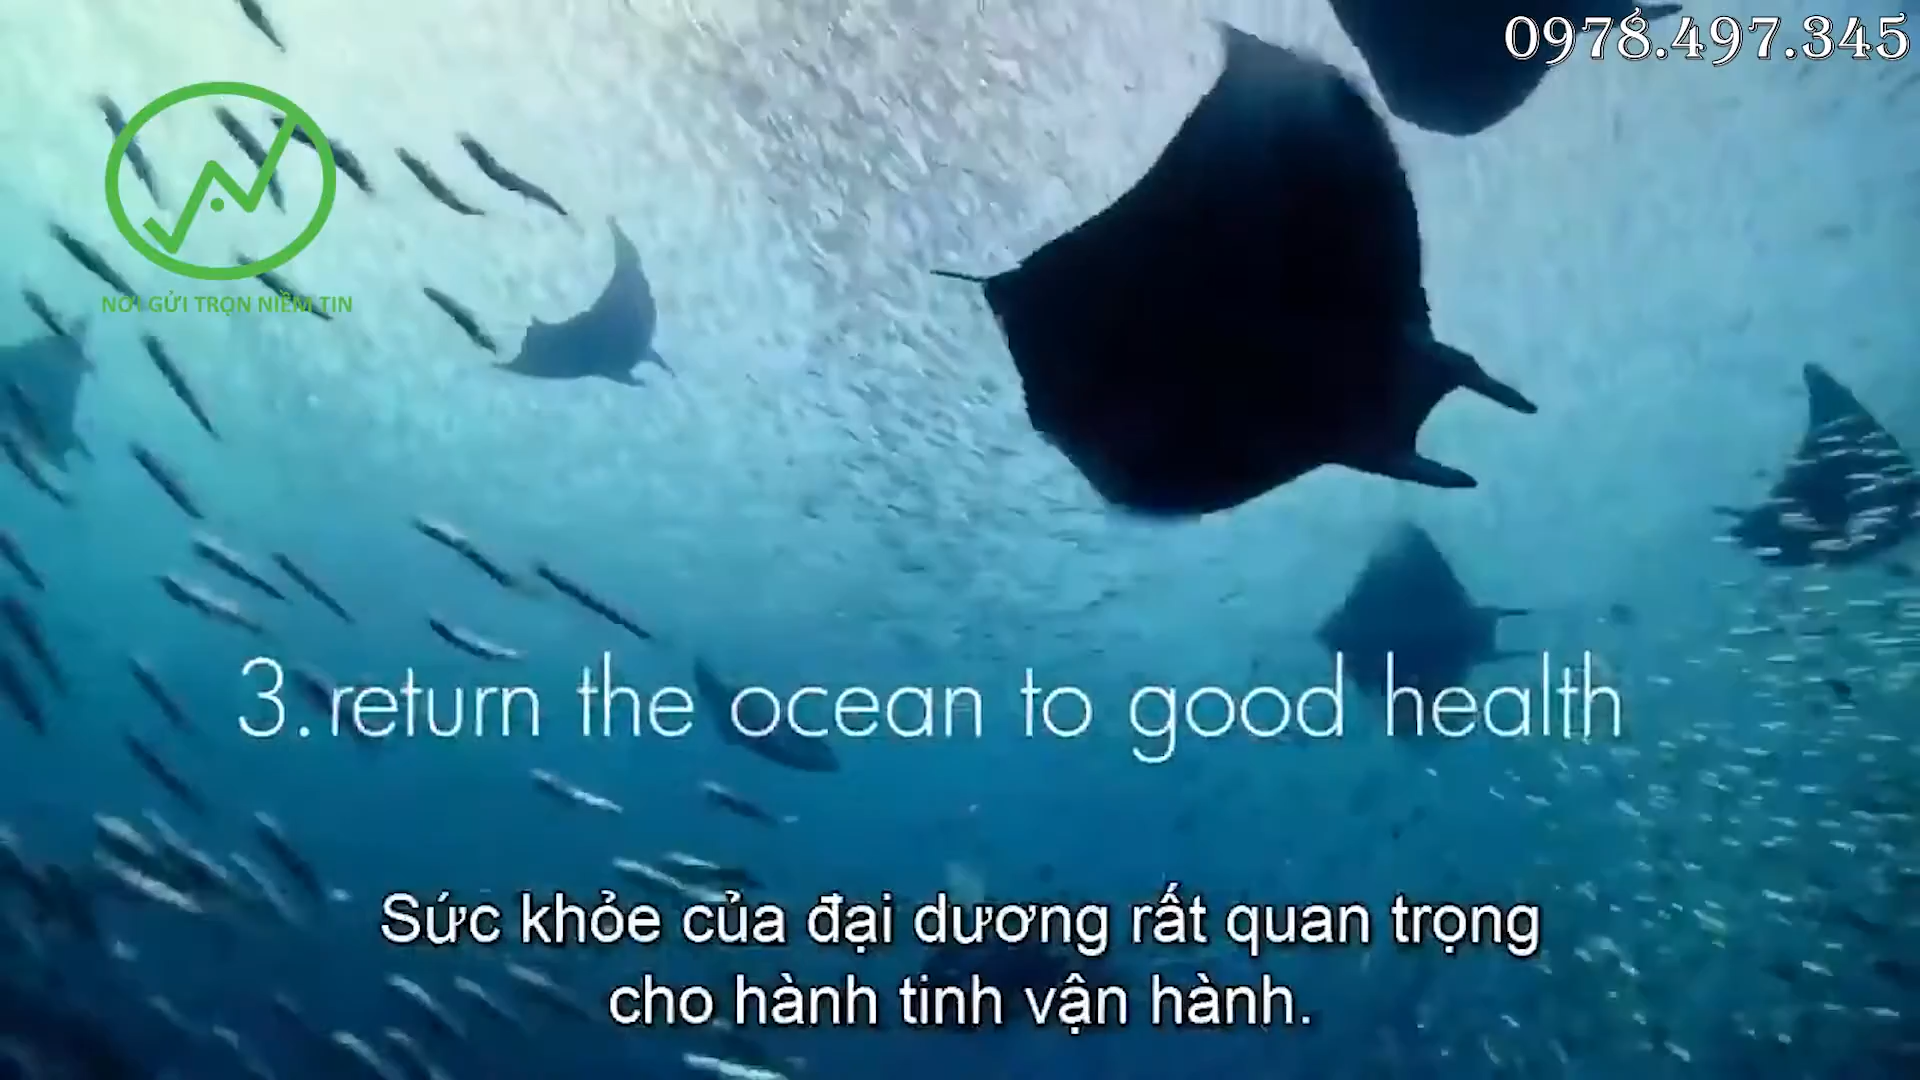 0978.497.345
NƠI GỬI TRỌN NIỀM TIN
3. return the ocean to good health
Sức khỏe của đại dương rất quan trọng
cho hành tinh vận hành.